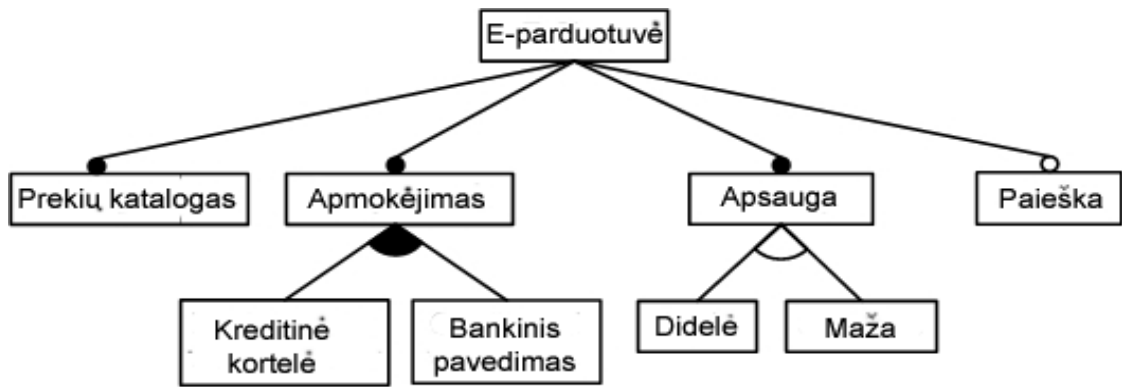 E-parduotuvė
Prekių katalogas
Apmokėjimas
Apsauga
Paieška
Kreditinė
kortelė
Bankinis
pavedimas
Didelė
Maža